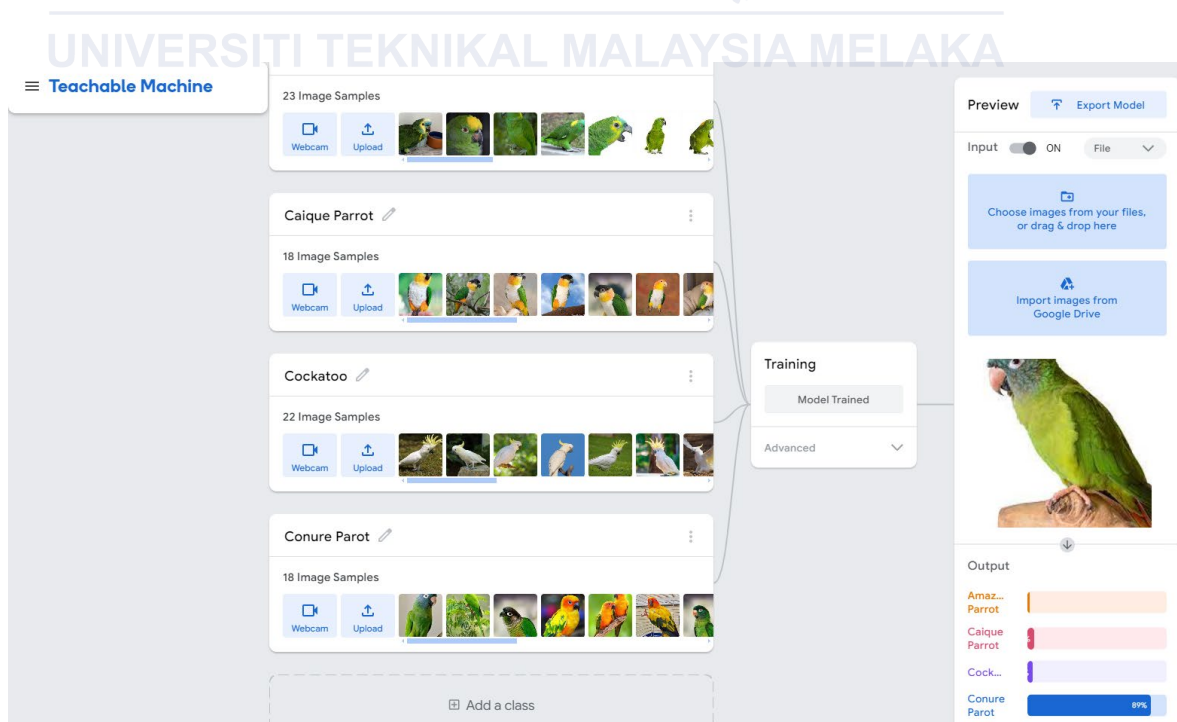 UNIVERSITI TEKNIKAL MALAYSIA MELAKA
Teachable Machine
23 Image Samples
Webcam
Upload
Caique Parrot
18 Image Samples
Webcam
Upload
Cockatoo
22 Image Samples
Webcam
Upload
Conure Parot
18 Image Samples
Webcam
Upload
Add a class
Training
Model Trained
Advanced
Preview
Export Model
Input
ON
File
Choose images from your files,
or drag & drop here
Import images from
Google Drive
Output
Amaz...
Parrot
Caique
Parrot
Cock...
Conure
Parot
89%